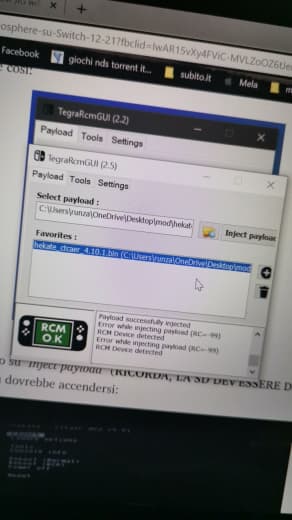 osphere-su-Switch-12-21?fbclid=IwAR15vXy4FViC-MVLZoOZ6tJe
Facebook giochi nds torrent it... subito.it Mela m
e così:
TegraRcmGUI (2.2)
Payload Tools Settings
TegraRcmGUI (2.5)
Payload Tools Settings
Select payload :
C:\Users\runza\OneDrive\Desktop\mod\hekat
Inject payload
Favorites :
hekate_ctcaer_4.10.1.bin (C:\Users\runza\OneDrive\Desktop\mod
Payload successfully injected
Error while injecting payload (RC=-99)
RCM Device detected
Error while injecting payload (RC=-99)
RCM Device detected
RCM
O K
o su "Inject payload" (RICORDA, LA SD DEV'ESSERE D
dovrebbe accendersi: